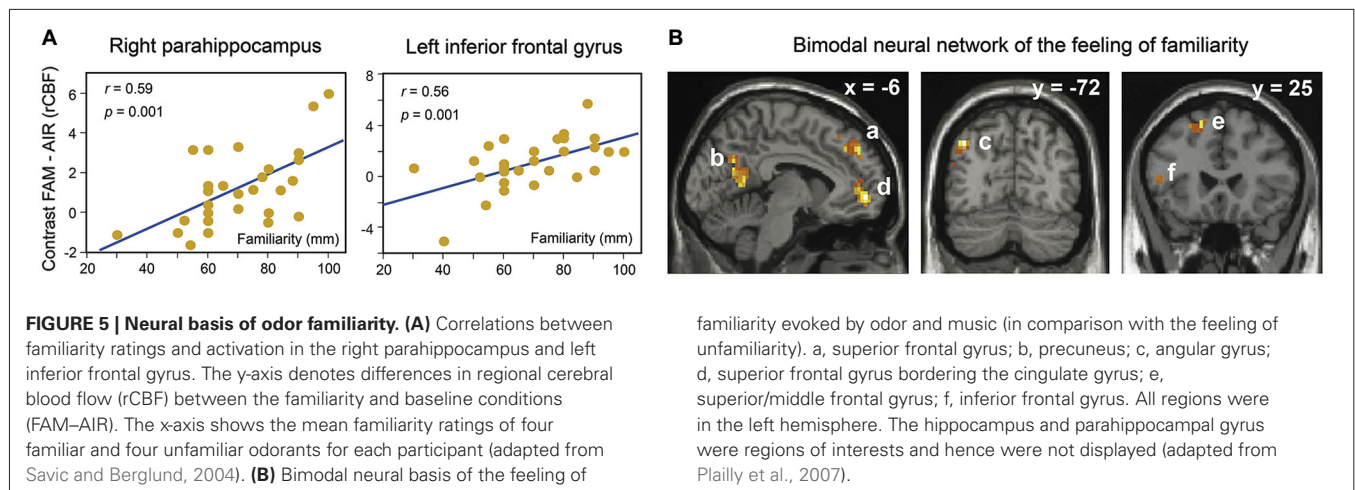 A
Right parahippocampus
Left inferior frontal gyrus
Contrast FAM - AIR (rCBF)
r = 0.59
p = 0.001
6
4
2
0
-2
Familiarity (mm)
20 40 60 80 100
r = 0.56
p = 0.001
8
4
0
-4
Familiarity (mm)
20 40 60 80 100
B
Bimodal neural network of the feeling of familiarity
x = -6
a
b
d
y = -72
c
y = 25
e
f
FIGURE 5 | Neural basis of odor familiarity. (A) Correlations between
familiarity ratings and activation in the right parahippocampus and left
inferior frontal gyrus. The y-axis denotes differences in regional cerebral
blood flow (rCBF) between the familiarity and baseline conditions
(FAM–AIR). The x-axis shows the mean familiarity ratings of four
familiar and four unfamiliar odorants for each participant (adapted from
Savic and Berglund, 2004). (B) Bimodal neural basis of the feeling of
familiarity evoked by odor and music (in comparison with the feeling of
unfamiliarity). a, superior frontal gyrus; b, precuneus; c, angular gyrus;
d, superior frontal gyrus bordering the cingulate gyrus; e,
superior/middle frontal gyrus; f, inferior frontal gyrus. All regions were
in the left hemisphere. The hippocampus and parahippocampal gyrus
were regions of interests and hence were not displayed (adapted from
Plailly et al., 2007).